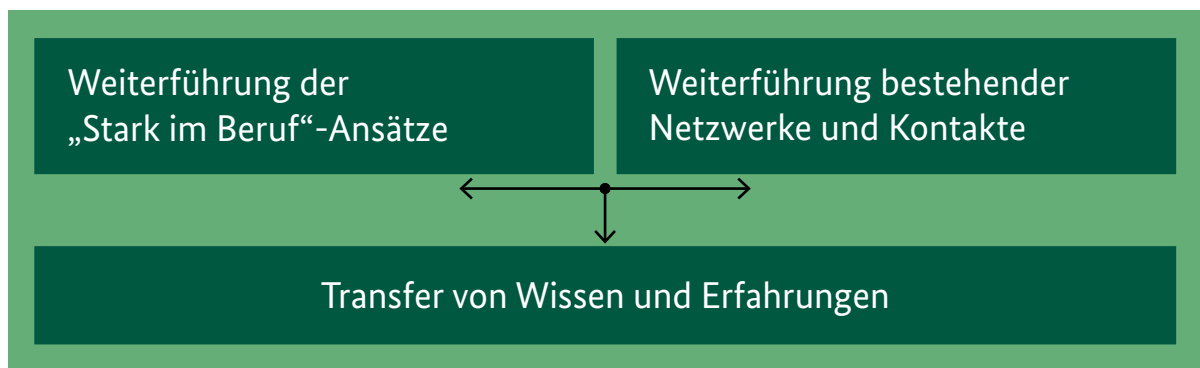 Weiterführung der
„Stark im Beruf“-Ansätze
Weiterführung bestehender
Netzwerke und Kontakte
Transfer von Wissen und Erfahrungen